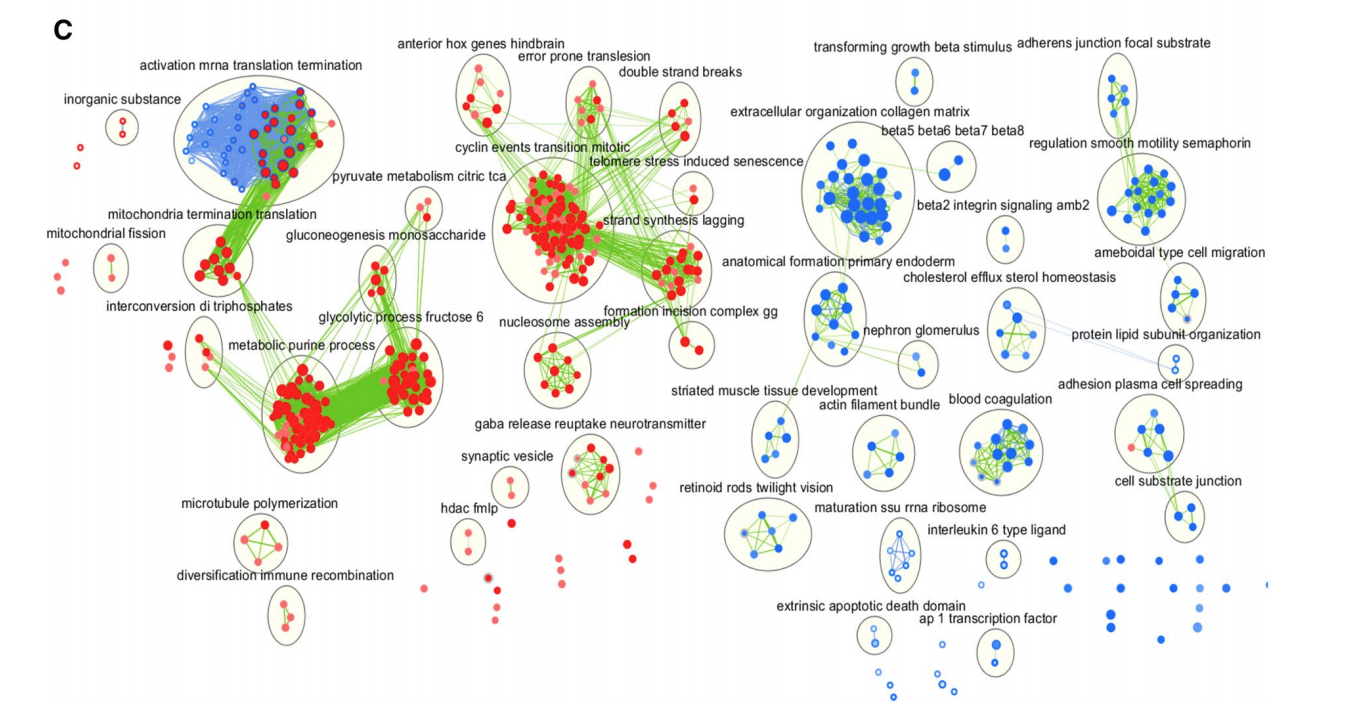 C
anterior hox genes hindbrain
transforming growth beta stimulus
adherens junction focal substrate
error prone translesion
activation mrna translation termination
double strand breaks
inorganic substance
extracellular organization collagen matrix
beta5 beta6 beta7 beta8
regulation smooth motility semaphorin
cyclin events transition mitotic
telomere stress induced senescence
pyruvate metabolism citric tca
beta2 integrin signaling amb2
mitochondria termination translation
strand synthesis lagging
mitochondrial fission
gluconeogenesis monosaccharide
ameboidal type cell migration
anatomical formation primary endoderm
cholesterol efflux sterol homeostasis
interconversion di triphosphates
formation incision complex gg
glycolytic process fructose 6
nucleosome assembly
nephron glomerulus
protein lipid subunit organization
metabolic purine process
adhesion plasma cell spreading
striated muscle tissue development
blood coagulation
actin filament bundle
gaba release reuptake neurotransmitter
synaptic vesicle
cell substrate junction
retinoid rods twilight vision
microtubule polymerization
hdac fmlp
maturation ssu rrna ribosome
interleukin 6 type ligand
diversification immune recombination
extrinsic apoptotic death domain
ap 1 transcription factor